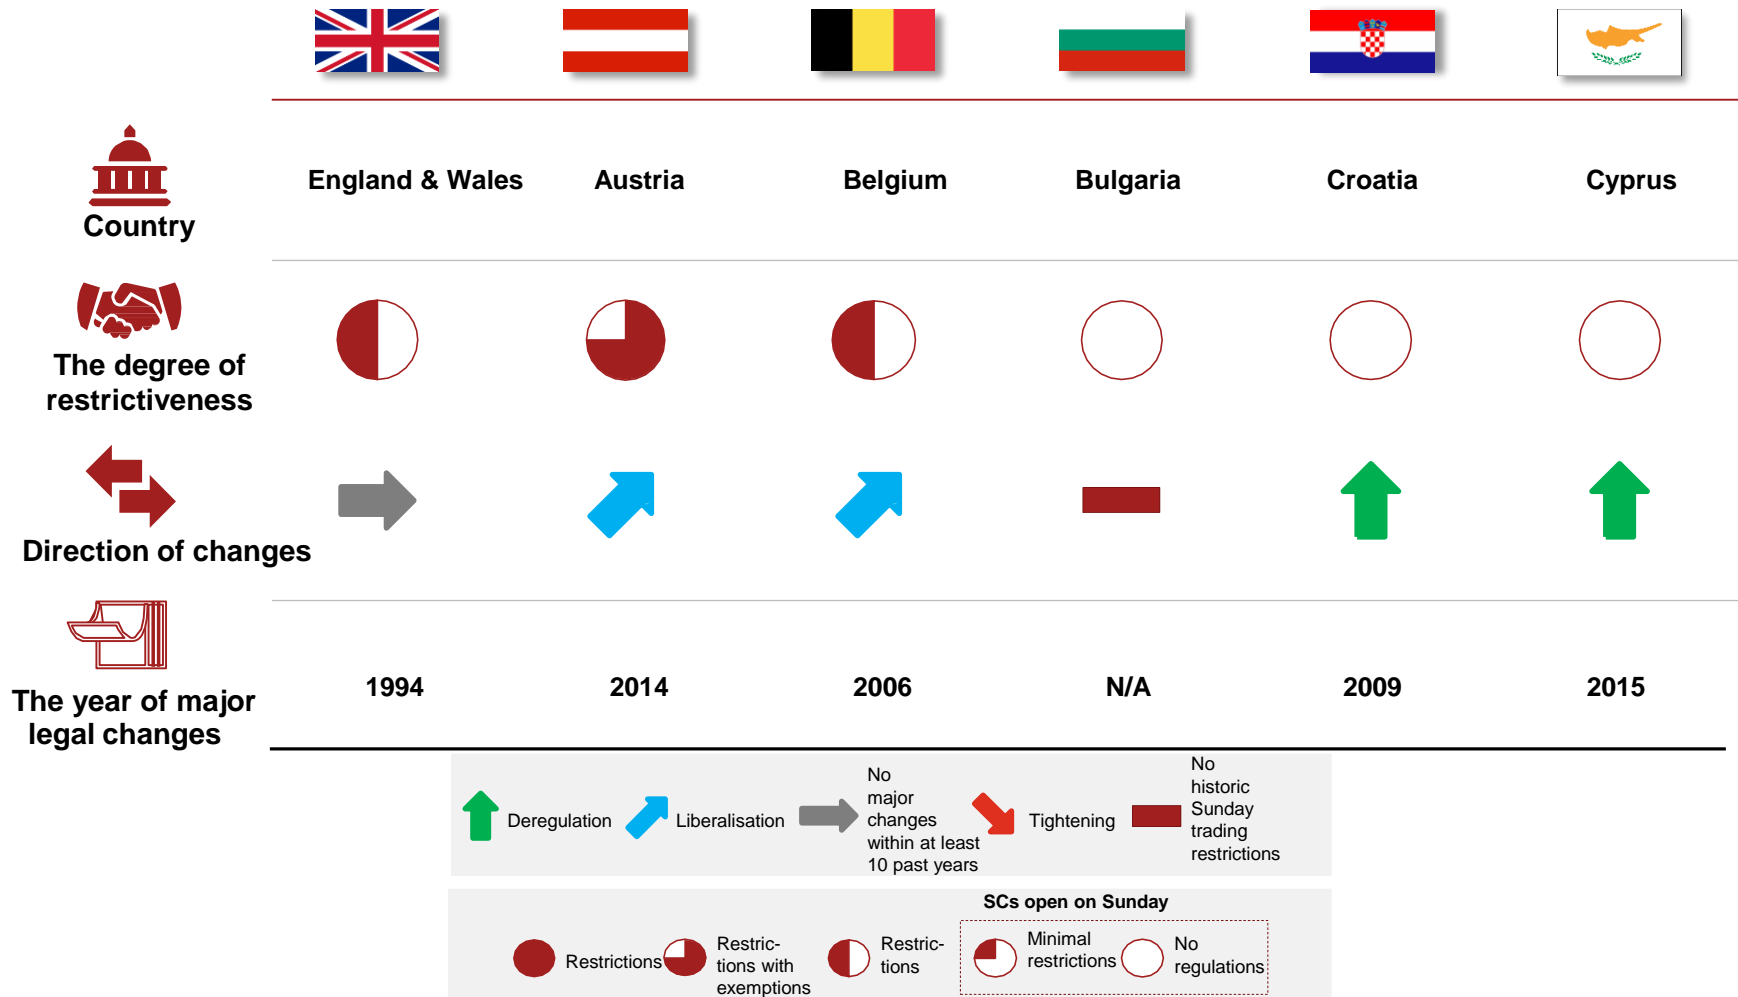 Country
England & Wales
Austria
Belgium
Bulgaria
Croatia
Cyprus
The degree of
restrictiveness
Direction of changes
The year of major
legal changes
1994
2014
2006
N/A
2009
2015
Deregulation
Liberalisation
No
major
changes
within at least
10 past years
Tightening
No
historic
Sunday
trading
restrictions
SCs open on Sunday
Restrictions
Restric-
tions with
exemptions
Restric-
tions
Minimal
restrictions
No
regulations